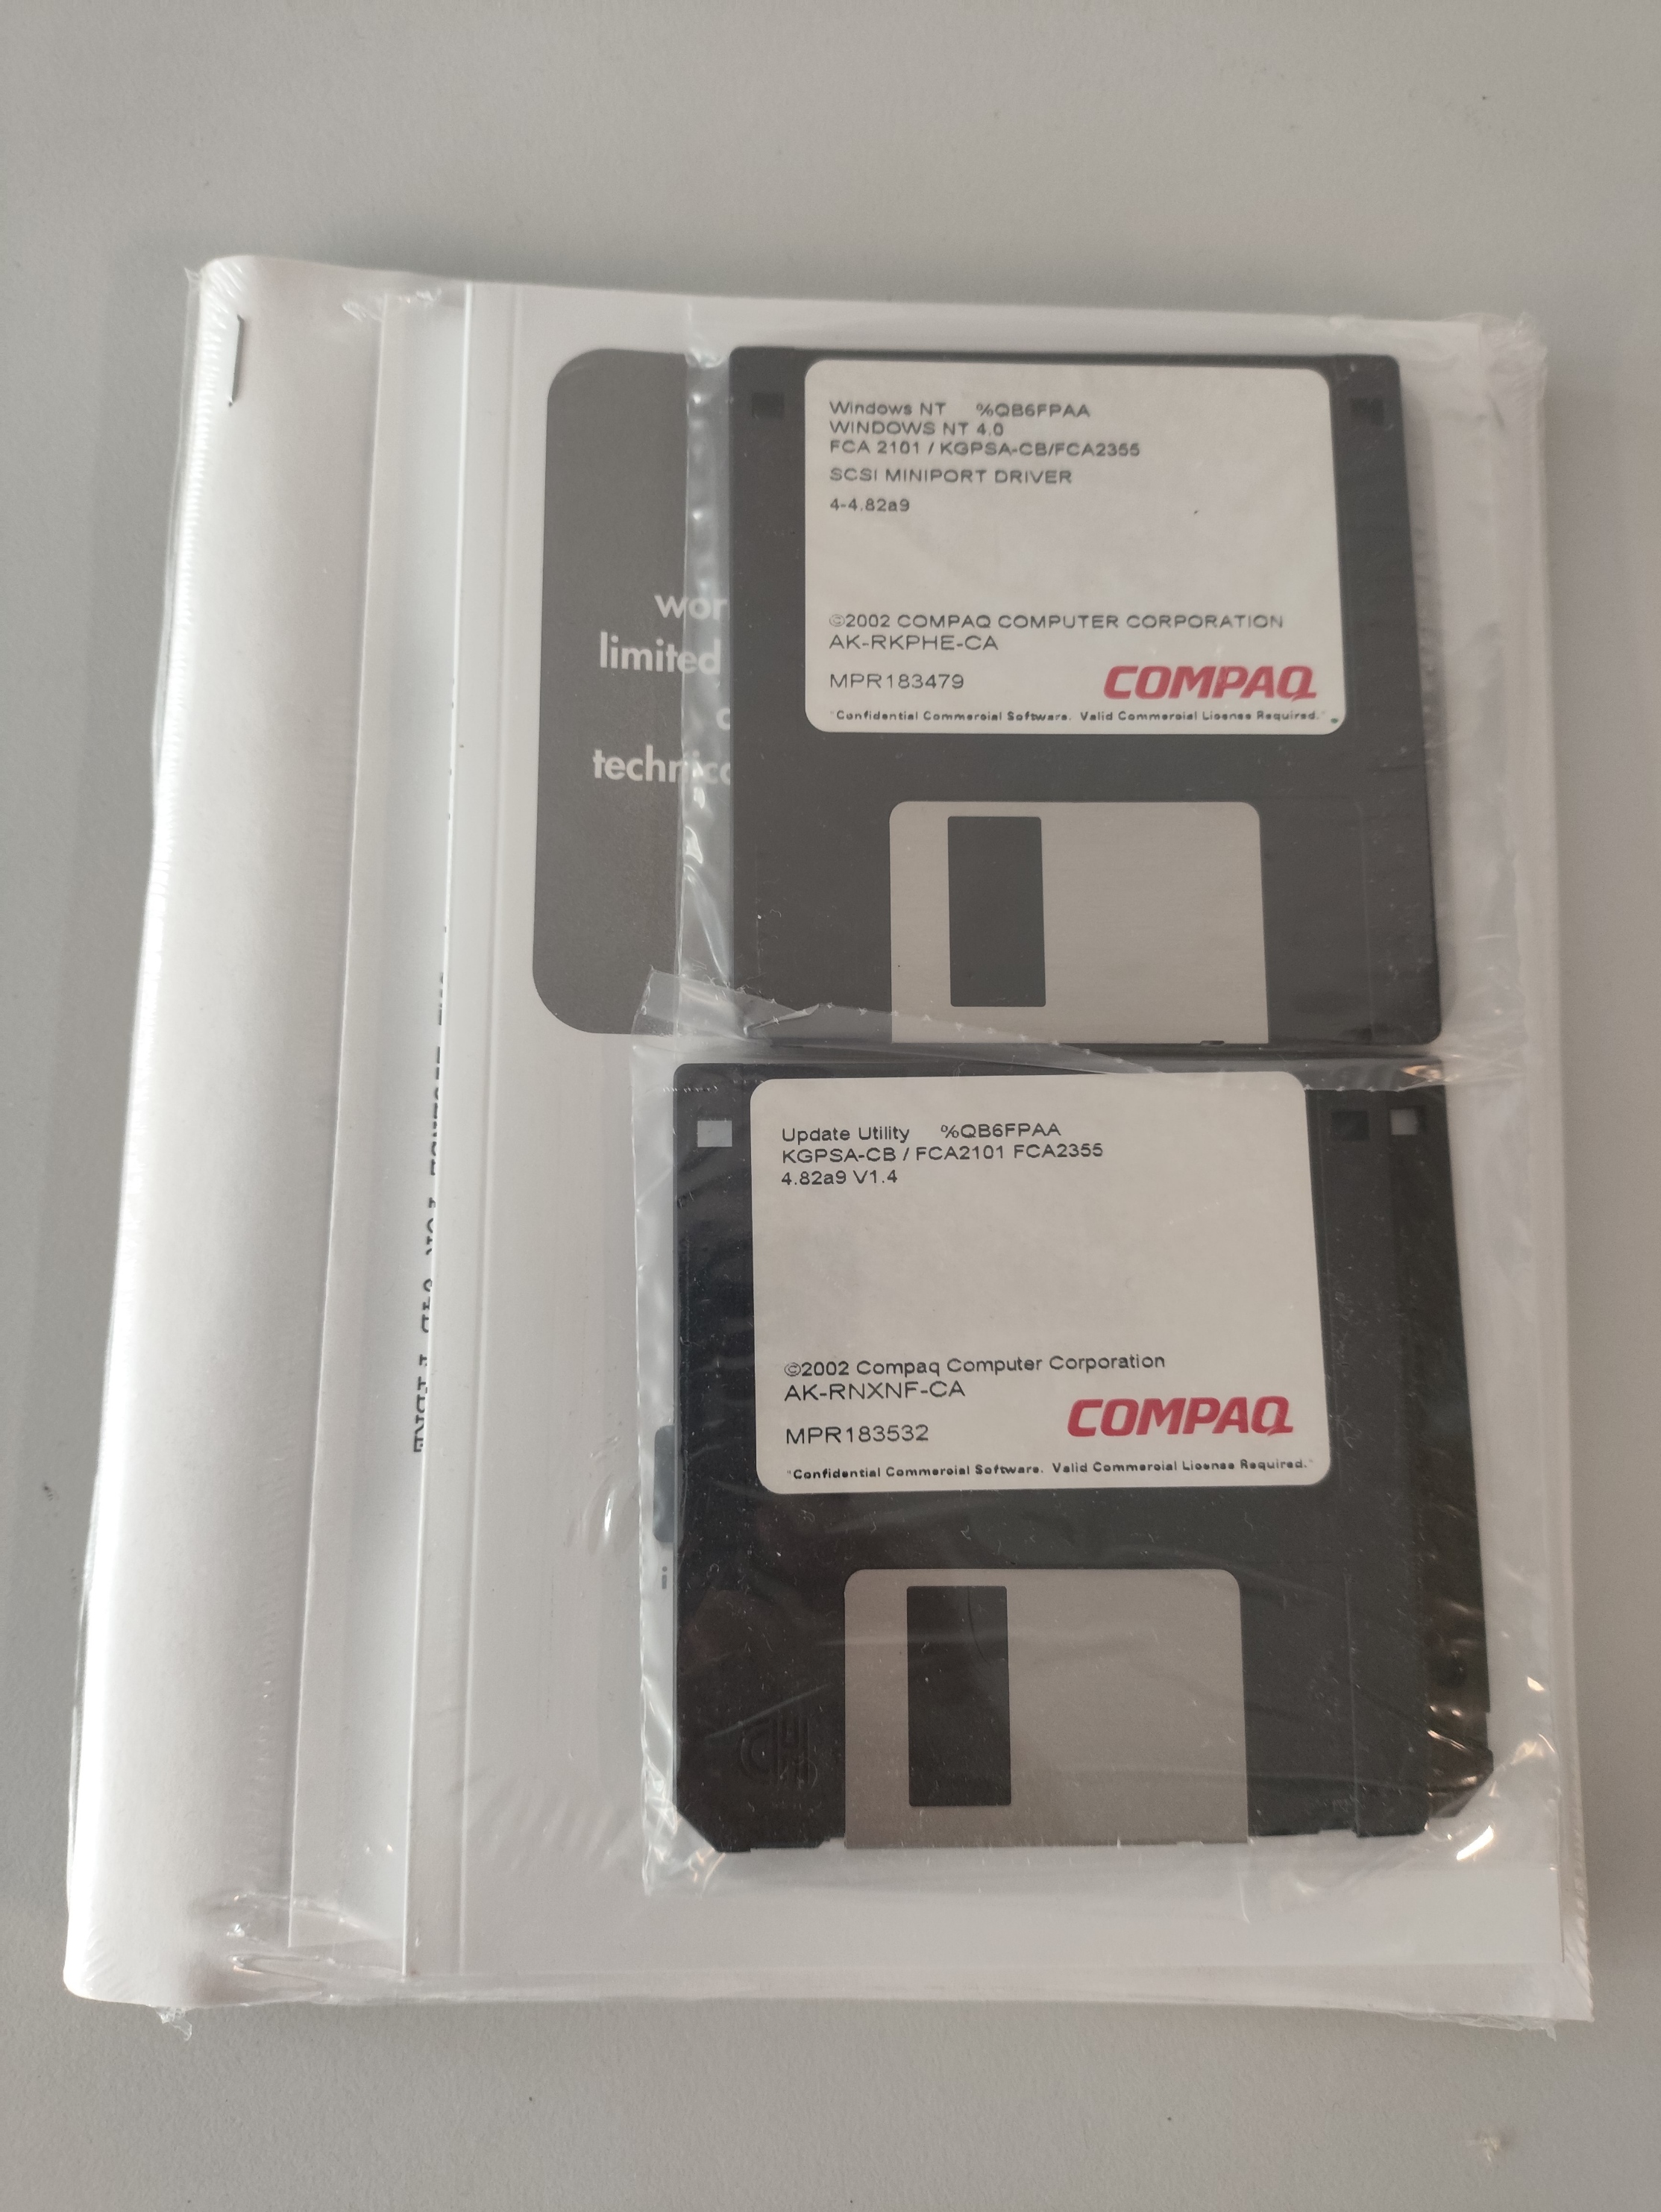 limited
Windows NT %QB6FPAA
WINDOWS NT 4.0
FCA 2101 / KGPSA-CB/FCA2355
SCSI MINIPORT DRIVER
4-4.82a9
©2002 COMPAQ COMPUTER CORPORATION
AK-RKPHE-CA
MPR183479
COMPAQ
"Confidential Commercial Software. Valid Commercial License Required."
Update Utility %QB6FPAA
KGPSA-CB / FCA2101 FCA2355
4.82a9 V1.4
©2002 Compaq Computer Corporation
AK-RNXNF-CA
MPR183532
COMPAQ
"Confidential Commercial Software. Valid Commercial License Required."
HD